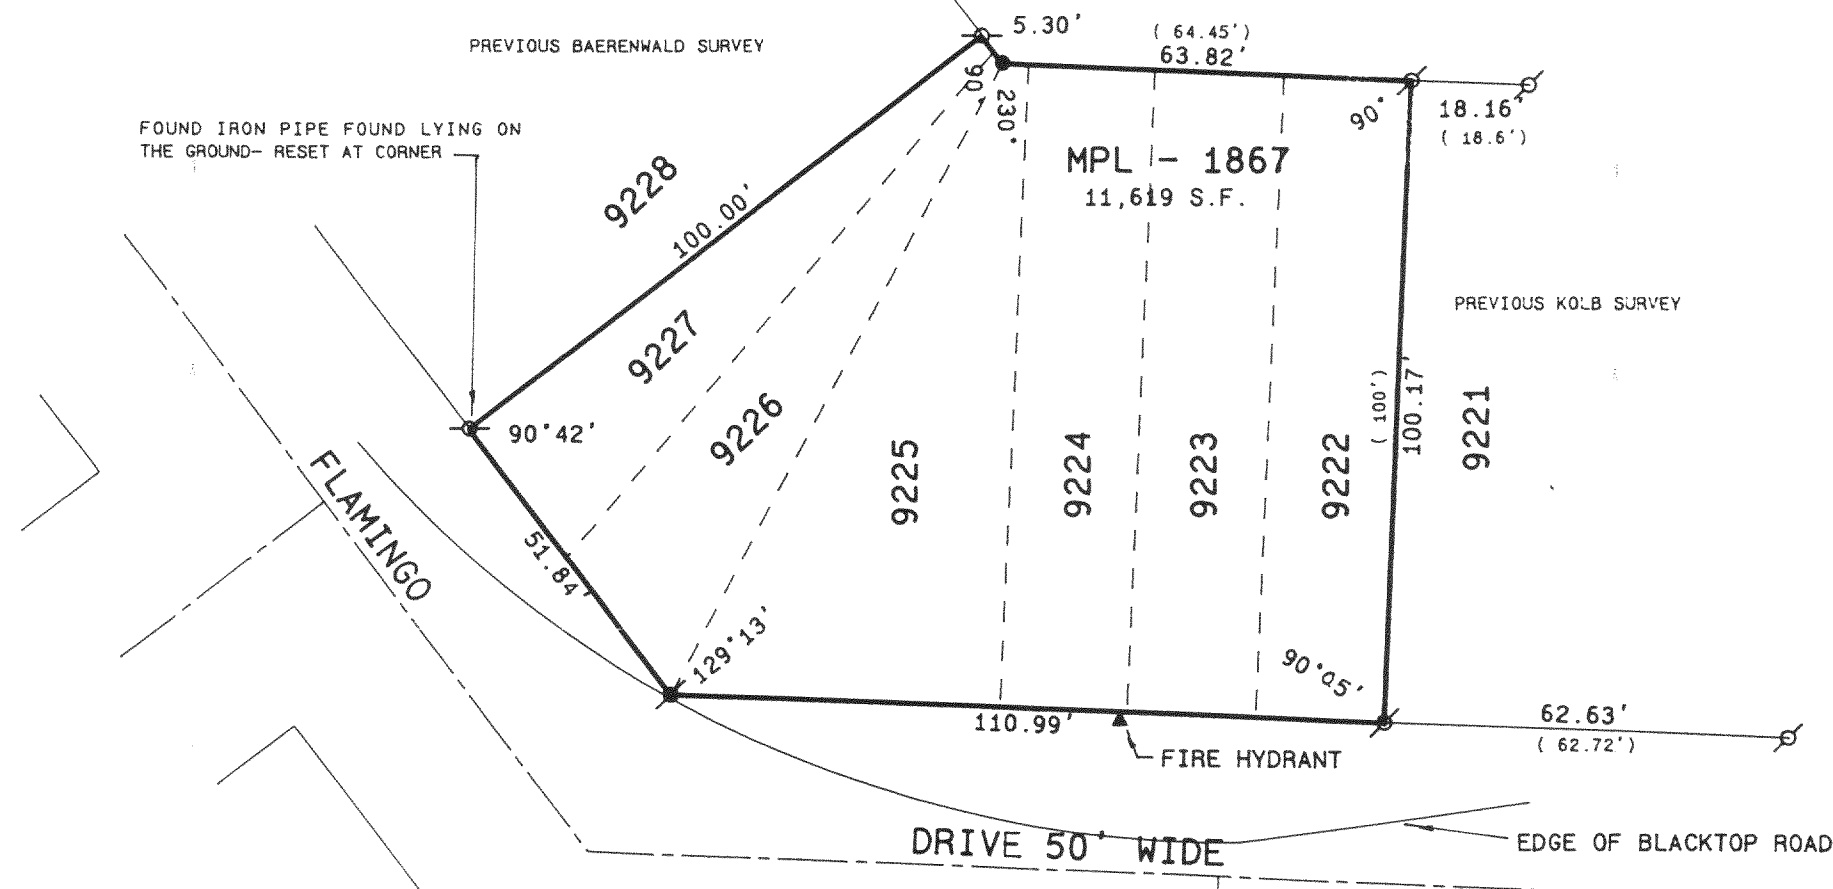 5.30'
( 64.45')
63.82'
PREVIOUS BAERENWALD SURVEY
90
230°
90°
18.16'
( 18.6')
FOUND IRON PIPE FOUND LYING ON
THE GROUND- RESET AT CORNER
MPL - 1867
11,619 S.F.
9228
100.00'
PREVIOUS KOLB SURVEY
9227
9226
90°42'
9225
9224
9223
9222
( 100')
100.17'
9221
FLAMINGO
51.84'
129°13'
90°05'
110.99'
62.63'
( 62.72')
FIRE HYDRANT
DRIVE 50' WIDE
EDGE OF BLACKTOP ROAD